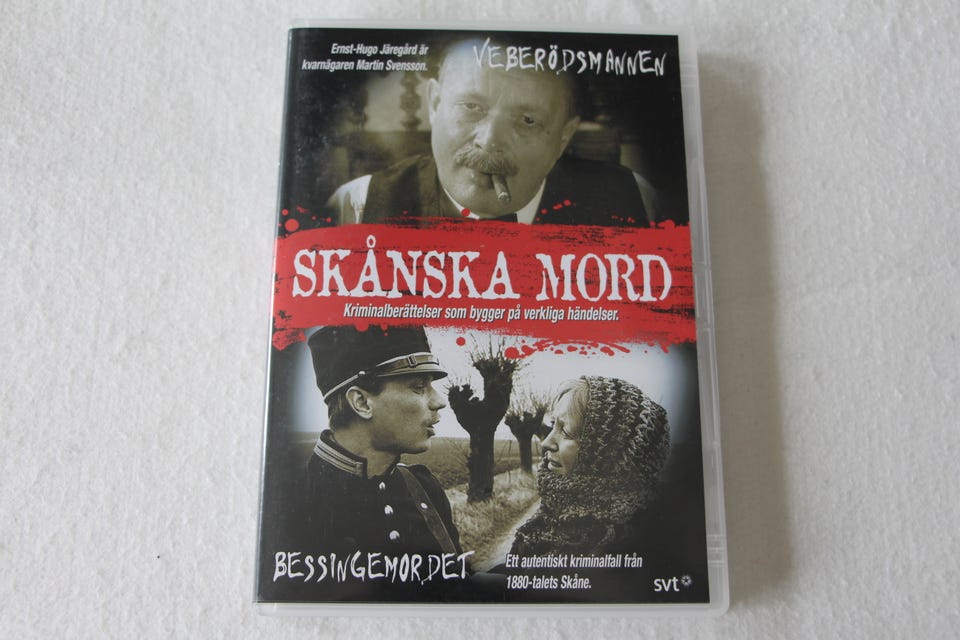 Ernst-Hugo Järegård är
kvarnägaren Martin Svensson.
VEBERÖDSMANNEN
SKÅNSKA MORD
Kriminalberättelser som bygger på verkliga händelser.
BESSINGEMORDET
Ett autentiskt kriminalfall från
1880-talets Skåne.
svt